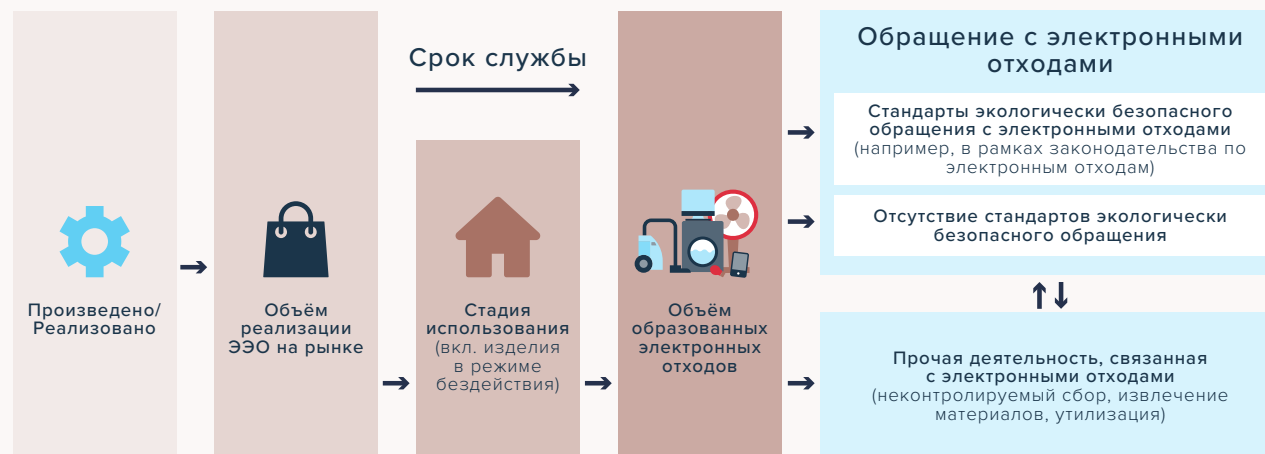 Произведено/
Реализовано
Объём
реализации
ЭЭО на рынке
Срок службы
Стадия
использования
(вкл. изделия
в режиме
бездействия)
Объём
образованных
электронных
отходов
Обращение с электронными
отходами
Стандарты экологически безопасного
обращения с электронными отходами
(например, в рамках законодательства по
электронным отходам)
Отсутствие стандартов экологически
безопасного обращения
Прочая деятельность, связанная
с электронными отходами
(неконтролируемый сбор, извлечение
материалов, утилизация)